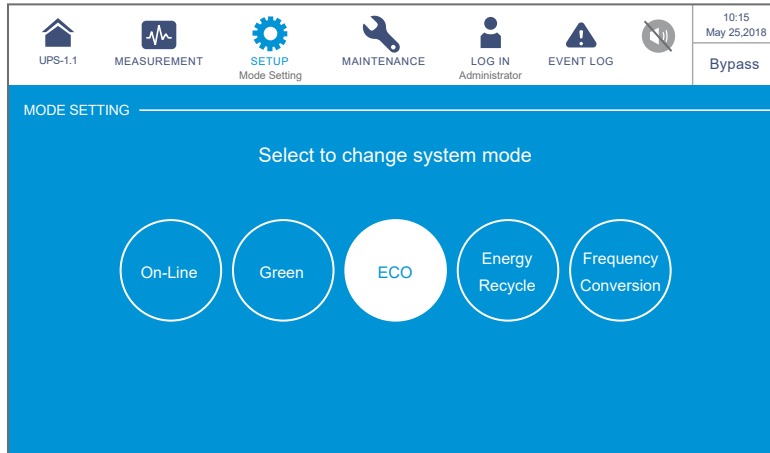 UPS-1.1
MEASUREMENT
SETUP
Mode Setting
MAINTENANCE
LOG IN
Administrator
EVENT LOG
10:15
May 25,2018
Bypass
MODE SETTING
Select to change system mode
On-Line
Green
ECO
Energy
Recycle
Frequency
Conversion